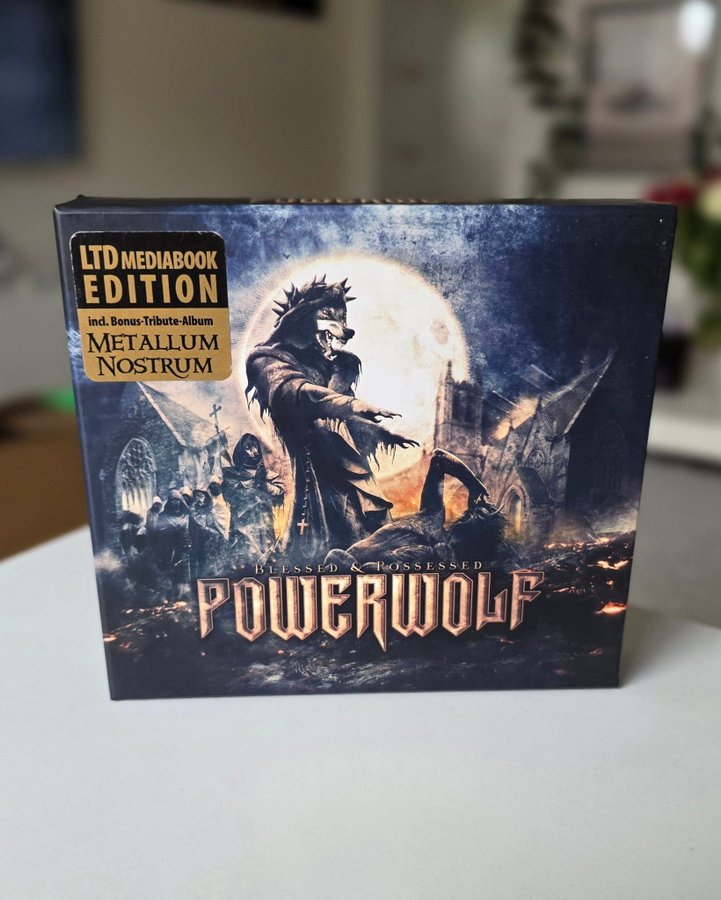 LTD MEDIABOOK
EDITION
incl. Bonus-Tribute-Album
METALLUM
NOSTRUM
BLESSED & POSSESSED
POWERWOLF